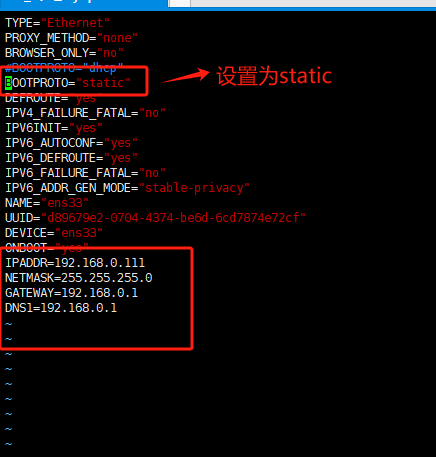 TYPE="Ethernet"
PROXY_METHOD="none"
BROWSER_ONLY="no"
#BOOTPROTO="dhcp"
BOOTPROTO="static"
设置为static
DEFROUTE="yes"
IPV4_FAILURE_FATAL="no"
IPV6INIT="yes"
IPV6_AUTOCONF="yes"
IPV6_DEFROUTE="yes"
IPV6_FAILURE_FATAL="no"
IPV6_ADDR_GEN_MODE="stable-privacy"
NAME="ens33"
UUID="d89679e2-0704-4374-be6d-6cd7874e72cf"
DEVICE="ens33"
ONBOOT="yes"
IPADDR=192.168.0.111
NETMASK=255.255.255.0
GATEWAY=192.168.0.1
DNS1=192.168.0.1
~
~
~
~
~
~
~
~
~